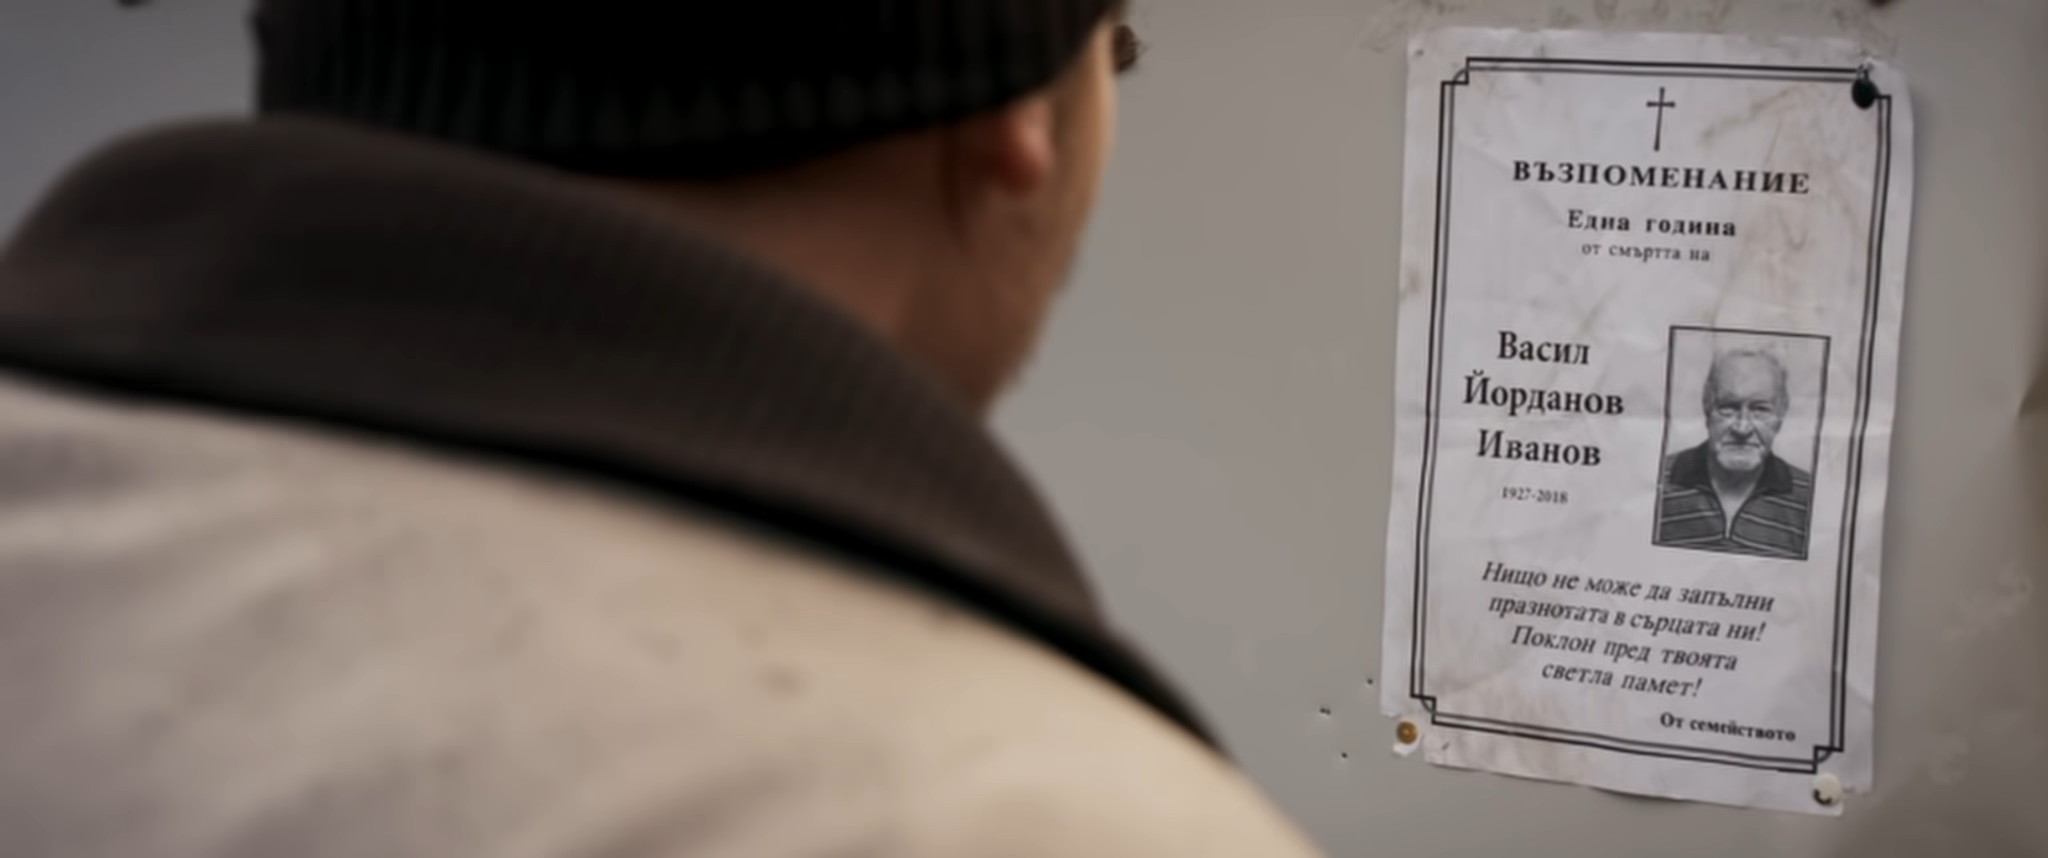 ВЪЗПОМЕНАНИЕ
Една година
от смъртта на
Васил
Йорданов
Иванов
1927-2018
Нищо не може да запълни
празнотата в сърцата ни!
Поклон пред твоята
светла памет!
От семейството